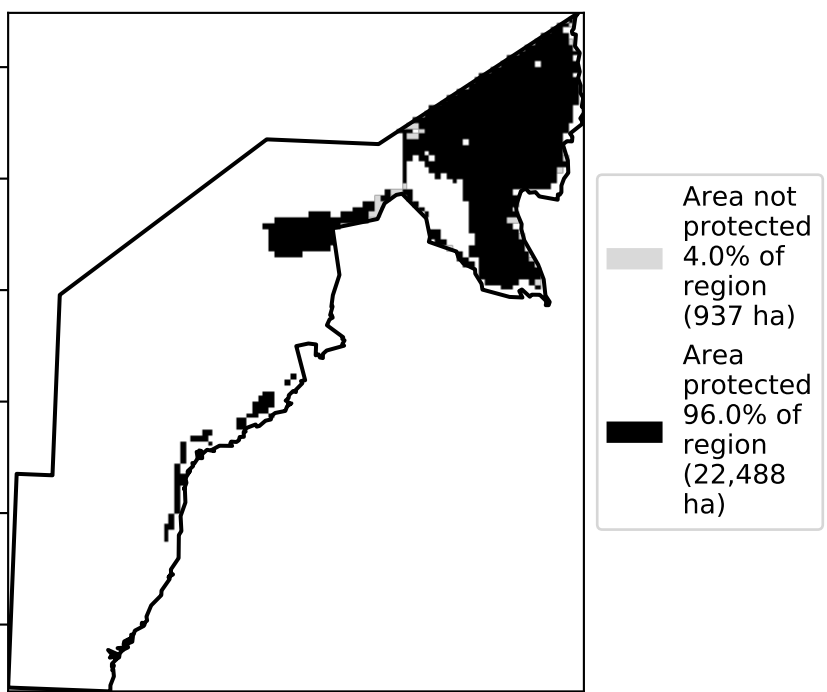 Area not
protected
4.0% of
region
(937 ha)
Area
protected
96.0% of
region
(22,488
ha)